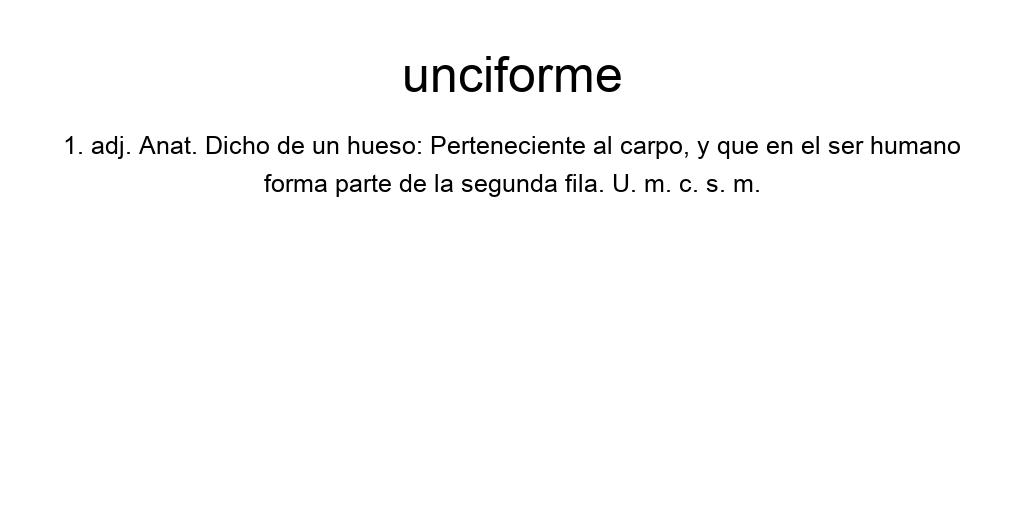 unciforme
1. adj. Anat. Dicho de un hueso: Perteneciente al carpo, y que en el ser humano
forma parte de la segunda fila. U. m. c. s. m.